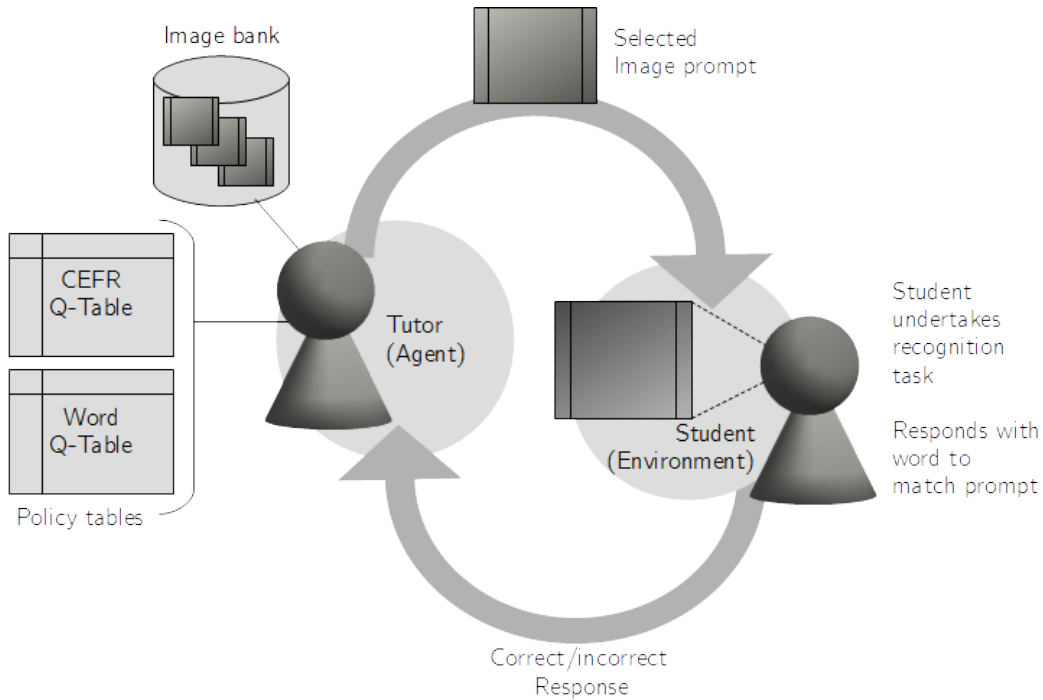 Image bank
Selected
Image prompt
CEFR
Q-Table
Word
Q-Table
Policy tables
Tutor
(Agent)
Student
(Environment)
Student
undertakes
recognition
task
Responds with
word to
match prompt
Correct/incorrect
Response